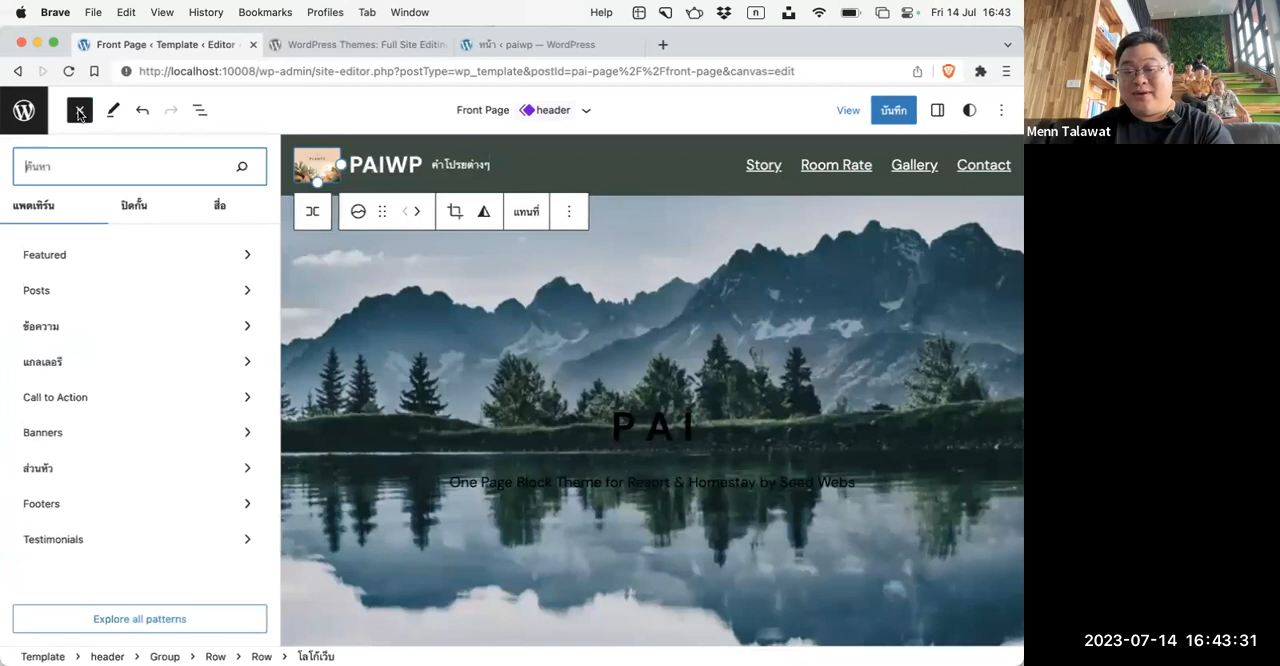 Brave File Edit View History Bookmarks Profiles Tab Window Help Fri 14 Jul 16:43
Front Page ‹ Template ‹ Editor
WordPress Themes: Full Site Editin
หน้า ‹ paiwp — WordPress
http://localhost:10008/wp-admin/site-editor.php?postType=wp_template&postId=pai-page%2F%2Ffront-page&canvas=edit
Front Page header View บันทึก
ค้นหา
แพตเทิร์น บล็อก สื่อ
Featured
Posts
ข้อความ
แกลเลอรี
Call to Action
Banners
ส่วนหัว
Footers
Testimonials
Explore all patterns
PAIWP คำโปรยต่างๆ
Story Room Rate Gallery Contact
แทนที่
PAI
One Page Block Theme for Resort & Homestay by Seed Webs
Template header Group Row Row โลโก้เว็บ
Menn Talawat
2023-07-14 16:43:31